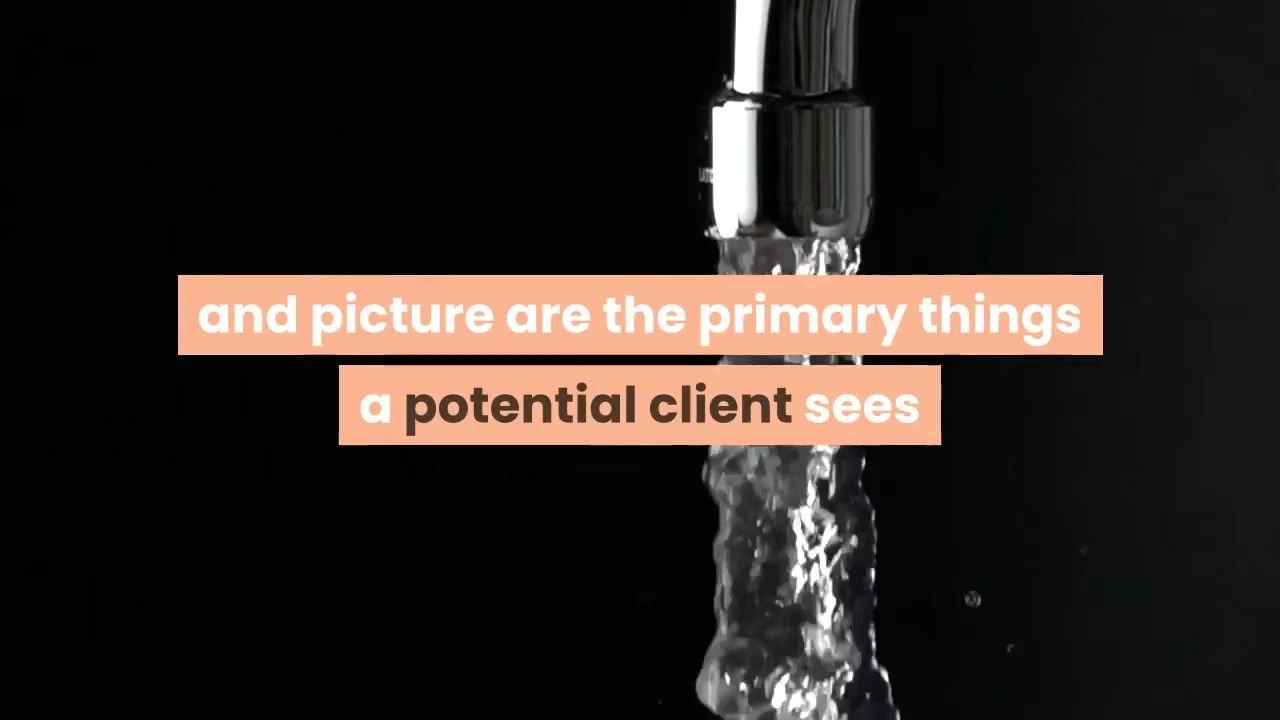 and picture are the primary things
a potential client sees